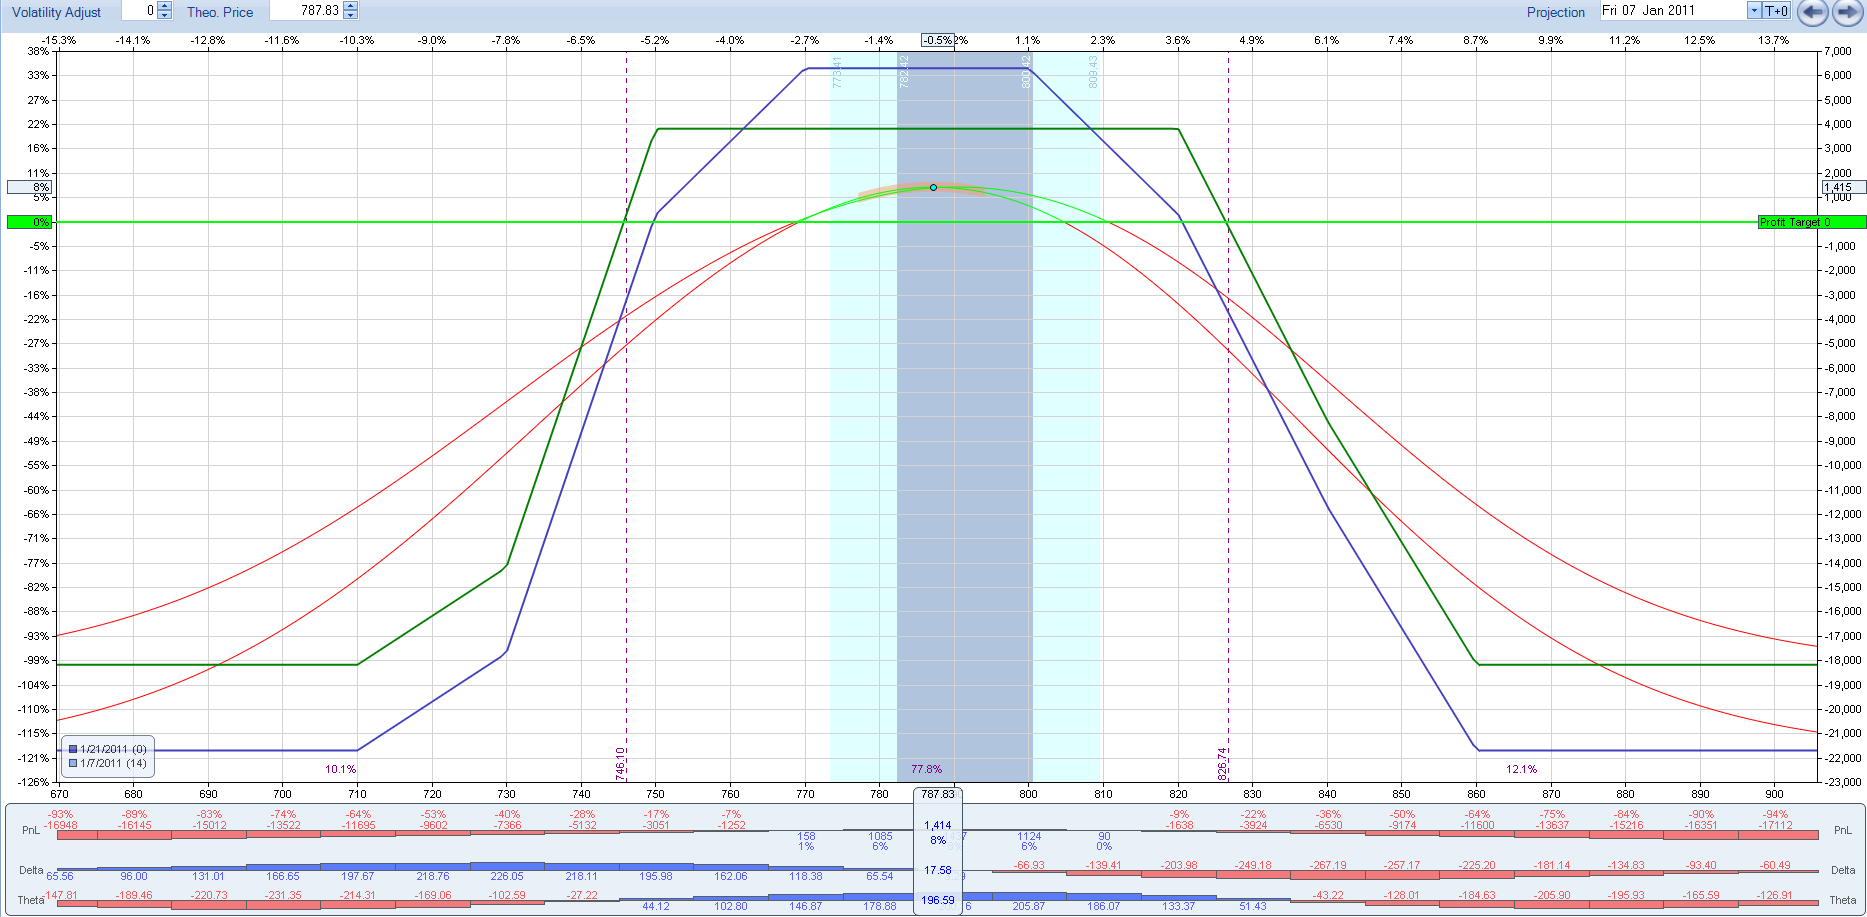 Volatility Adjust 0 Theo. Price 787.83 Projection Fri 07 Jan 2011 T+0
-15.3% -14.1% -12.8% -11.6% -10.3% -9.0% -7.8% -6.5% -5.2% -4.0% -2.7% -1.4% -0.5% 2% 1.1% 2.3% 3.6% 4.9% 6.1% 7.4% 8.7% 9.9% 11.2% 12.5% 13.7%
38% 7,000
33% 773.41 782.42 800.42 809.43 6,000
27% 5,000
22% 4,000
16% 3,000
11% 2,000
8% 1,415
5% 1,000
0% Profit Target 0
-5% -1,000
-11% -2,000
-16% -3,000
-22% -4,000
-27% -5,000
-33% -6,000
-38% -7,000
-44% -8,000
-49% -9,000
-55% -10,000
-60% -11,000
-66% -12,000
-71% -13,000
-77% -14,000
-82% -15,000
-88% -16,000
-93% -17,000
-99% -18,000
-104% -19,000
-110% -20,000
-115% -21,000
1/21/2011 (0)
-121% 746.10 826.74 -22,000
1/7/2011 (14)
10.1% 77.8% 12.1%
-126% -23,000
670 680 690 700 710 720 730 740 750 760 770 780 787.83 800 810 820 830 840 850 860 870 880 890 900
-93% -89% -83% -74% -64% -53% -40% -28% -17% -7% -9% -22% -36% -50% -64% -75% -84% -90% -94%
PnL -16948 -16145 -15012 -13522 -11695 -9602 -7366 -5132 -3051 -1252 1,414 -1638 -3924 -6530 -9174 -11600 -13637 -15216 -16351 -17112 PnL
158 1085 8% 1124 90
1% 6% 6% 0%
Delta 65.56 96.00 131.01 166.65 197.67 218.76 226.05 218.11 195.98 162.06 118.38 65.54 17.58 -66.93 -139.41 -203.98 -249.18 -267.19 -257.17 -225.20 -181.14 -134.83 -93.40 -60.49 Delta
Theta -147.81 -189.46 -220.73 -231.35 -214.31 -169.06 -102.59 -27.22 44.12 102.80 146.87 178.88 196.59 6 205.87 186.07 133.37 51.43 -43.22 -128.01 -184.63 -205.90 -195.93 -165.59 -126.91 Theta